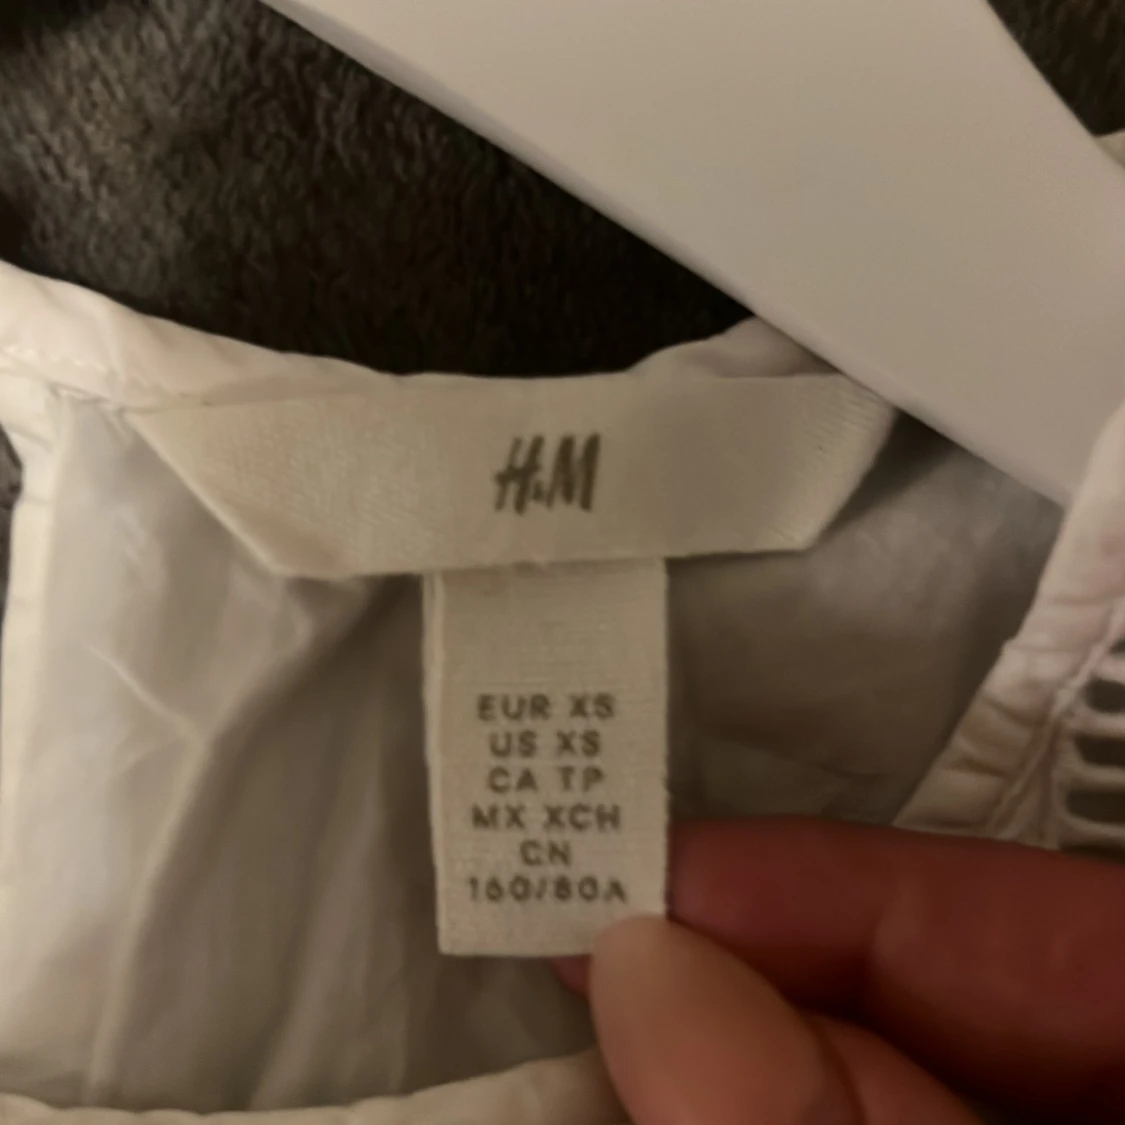 H&M
EUR XS
US XS
CA TP
MX XCH
CN
160/80A